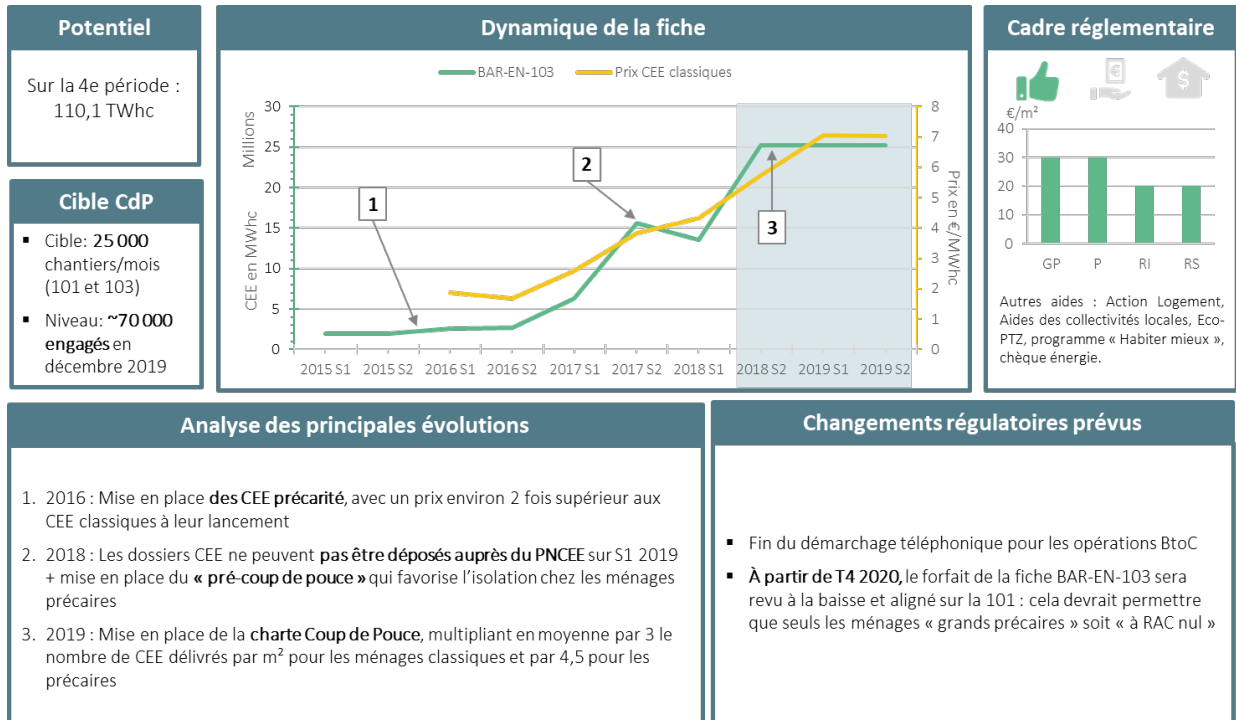 Potentiel
Sur la 4e période :
110,1 TWhc
Cible CdP
▪ Cible: 25 000
chantiers/mois
(101 et 103)
▪ Niveau: ~70 000
engagés en
décembre 2019
Dynamique de la fiche
BAR-EN-103 Prix CEE classiques
Millions
CEE en MWhc
30
25
20
15
10
5
0
1
2
3
8
7
6
5
4
3
2
1
0
Prix en €/MWhc
2015 S1 2015 S2 2016 S1 2016 S2 2017 S1 2017 S2 2018 S1 2018 S2 2019 S1 2019 S2
Cadre réglementaire
€
$
€/m²
40
30
20
10
0
GP P RI RS
Autres aides : Action Logement,
Aides des collectivités locales, Eco-
PTZ, programme « Habiter mieux »,
chèque énergie.
Analyse des principales évolutions
1. 2016 : Mise en place des CEE précarité, avec un prix environ 2 fois supérieur aux
CEE classiques à leur lancement
2. 2018 : Les dossiers CEE ne peuvent pas être déposés auprès du PNCEE sur S1 2019
+ mise en place du « pré-coup de pouce » qui favorise l’isolation chez les ménages
précaires
3. 2019 : Mise en place de la charte Coup de Pouce, multipliant en moyenne par 3 le
nombre de CEE délivrés par m² pour les ménages classiques et par 4,5 pour les
précaires
Changements régulatoires prévus
▪ Fin du démarchage téléphonique pour les opérations BtoC
▪ À partir de T4 2020, le forfait de la fiche BAR-EN-103 sera
revu à la baisse et aligné sur la 101 : cela devrait permettre
que seuls les ménages « grands précaires » soit « à RAC nul »